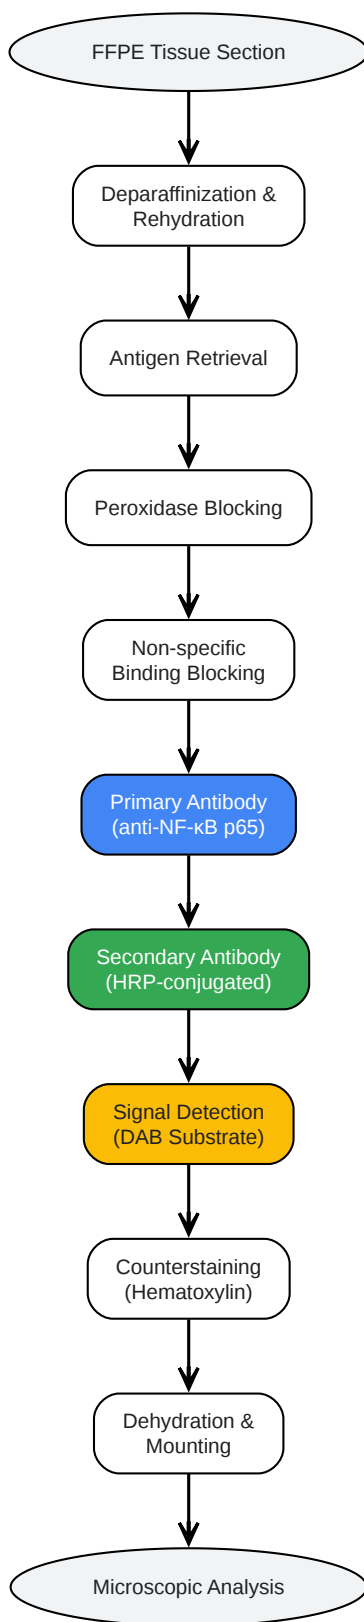 FFPE Tissue Section
Deparaffinization &
Rehydration
Antigen Retrieval
Peroxidase Blocking
Non-specific
Binding Blocking
Primary Antibody
(anti-NF-κB p65)
Secondary Antibody
(HRP-conjugated)
Signal Detection
(DAB Substrate)
Counterstaining
(Hematoxylin)
Dehydration &
Mounting
Microscopic Analysis